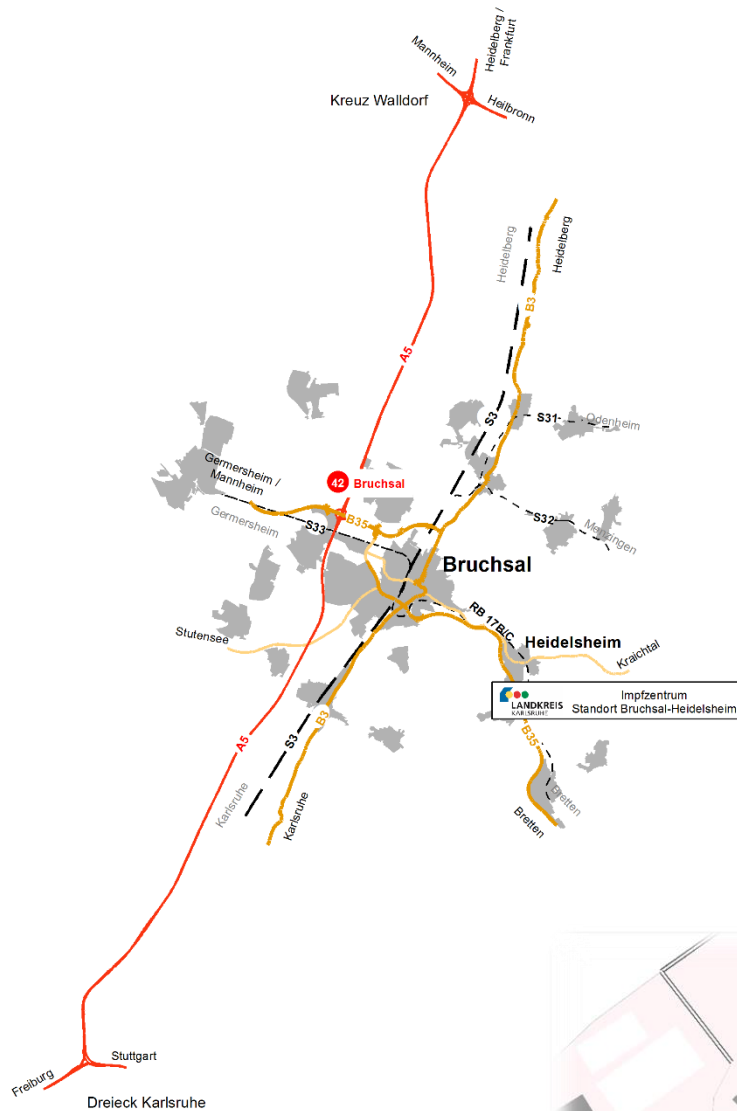 Heidelberg /
Frankfurt
Mannheim
Kreuz Walldorf
Heilbronn
Heidelberg
Heidelberg
B3
A5
S3
S31
Odenheim
Germersheim /
Mannheim
42 Bruchsal
B35
Germersheim
S33
S32
Menzingen
Bruchsal
RB 17B/C
Stutensee
Heidelsheim
Kraichtal
LANDKREIS
KARLSRUHE
Impfzentrum
Standort Bruchsal-Heidelsheim
B3
S3
A5
B35
Karlsruhe
Karlsruhe
Bretten
Bretten
Freiburg
Stuttgart
Dreieck Karlsruhe